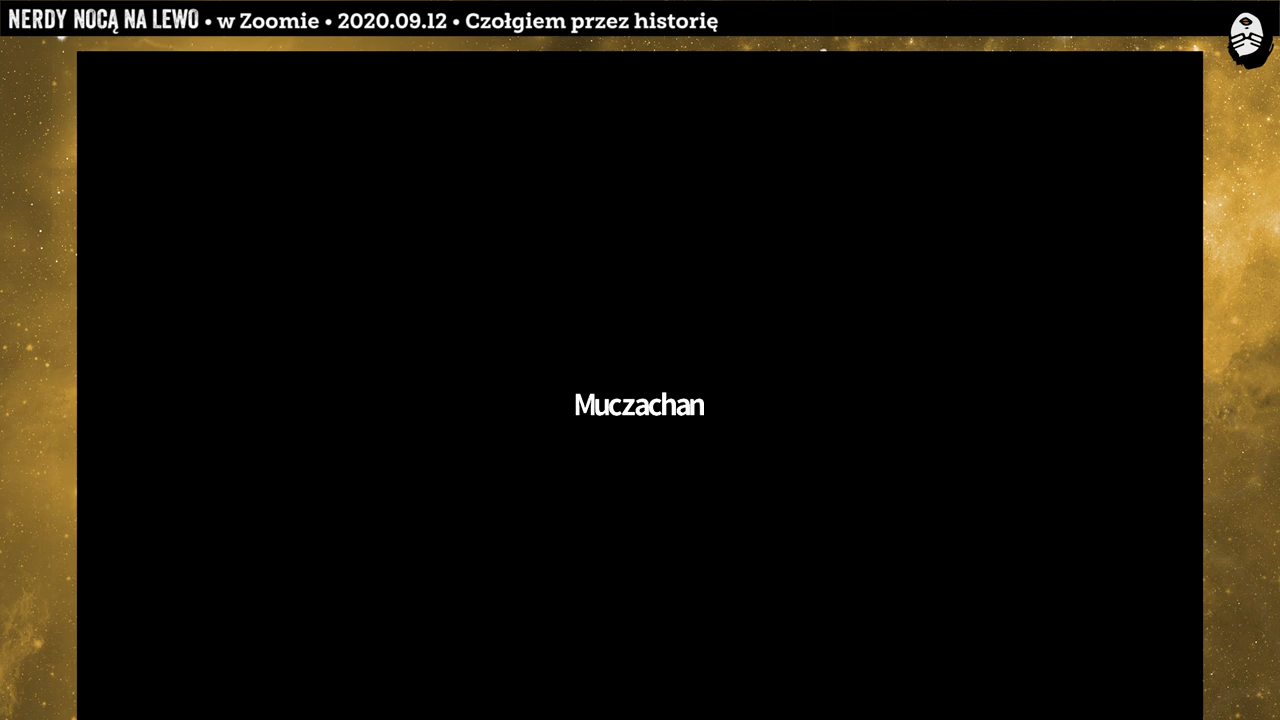 NERDY NOCĄ NA LEWO • w Zoomie • 2020.09.12 • Czołgiem przez historię
Muczachan